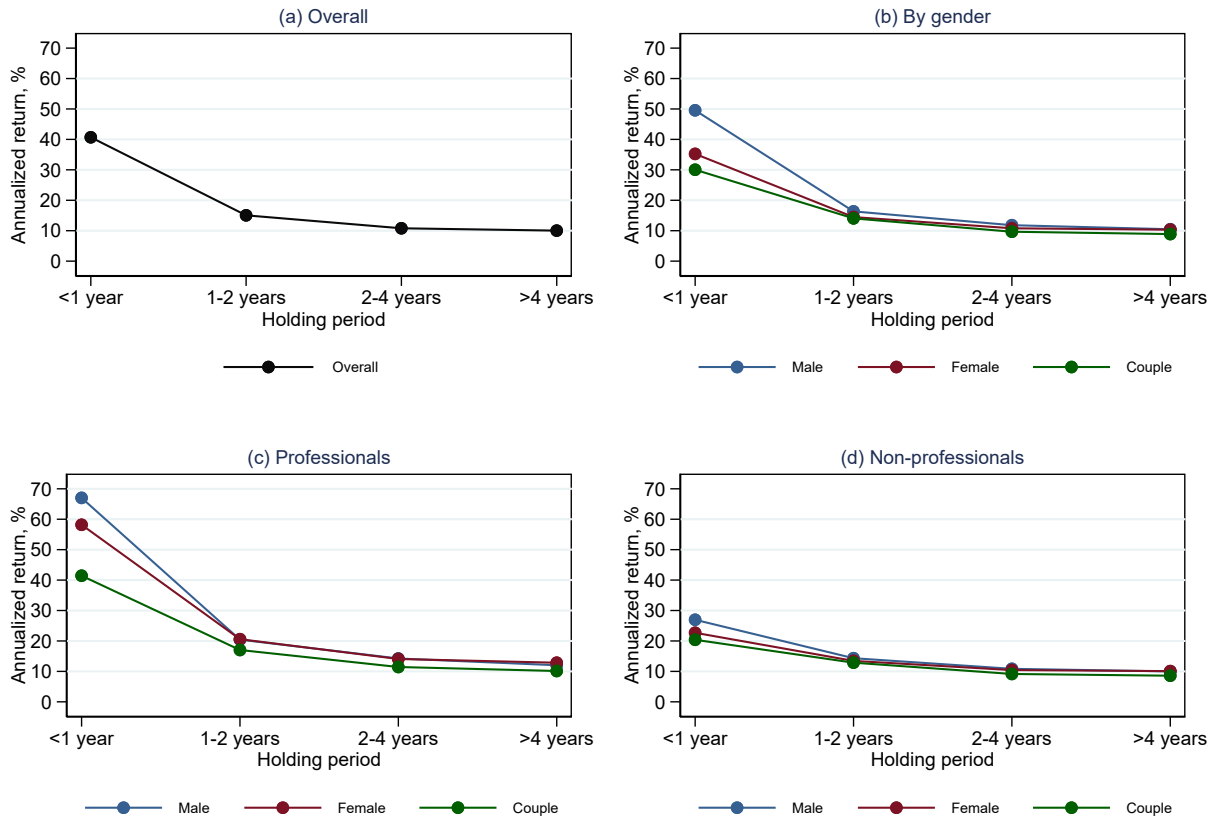 (a) Overall
Annualized return, %
70
60
50
40
30
20
10
0
<1 year 1-2 years 2-4 years >4 years
Holding period
Overall
(b) By gender
Annualized return, %
70
60
50
40
30
20
10
0
<1 year 1-2 years 2-4 years >4 years
Holding period
Male Female Couple
(c) Professionals
Annualized return, %
70
60
50
40
30
20
10
0
<1 year 1-2 years 2-4 years >4 years
Holding period
Male Female Couple
(d) Non-professionals
Annualized return, %
70
60
50
40
30
20
10
0
<1 year 1-2 years 2-4 years >4 years
Holding period
Male Female Couple